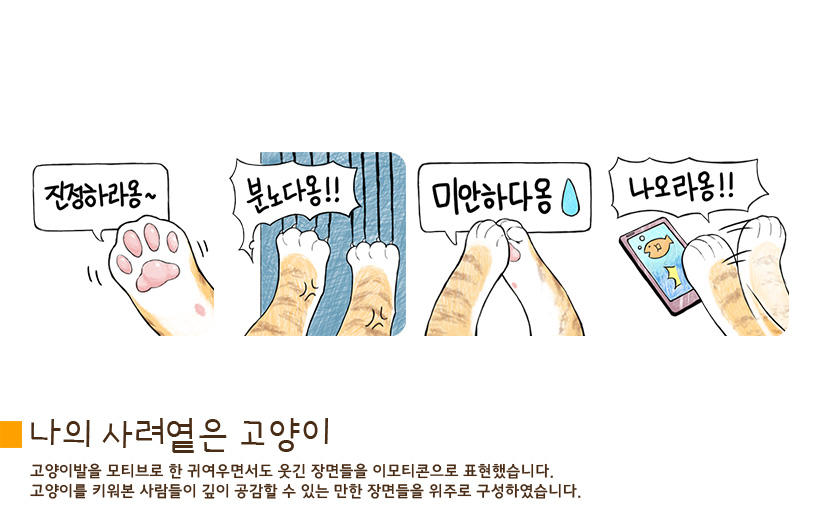 진정하라옹~
분노다옹!!
미안하다옹
나오라옹!!
나의 사려옆은 고양이
고양이발을 모티브로 한 귀여우면서도 웃긴 장면들을 이모티콘으로 표현했습니다.
고양이를 키워본 사람들이 깊이 공감할 수 있는 만한 장면들을 위주로 구성하였습니다.